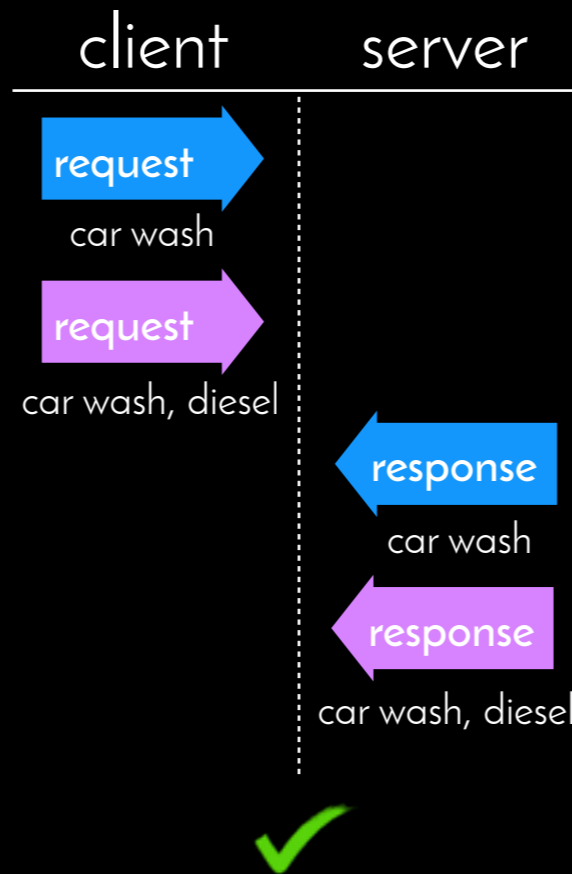 client server
request
car wash
request
car wash, diesel
response
car wash
response
car wash, diesel